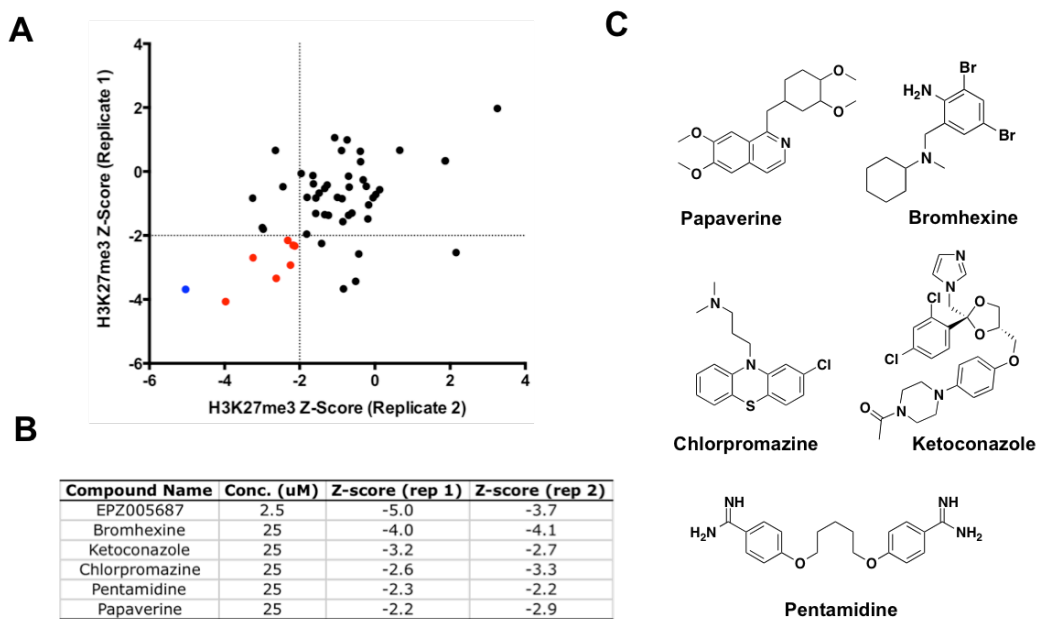 A
C
4
2
0
-2
-4
-6
-6
-4
-2
0
2
4
H3K27me3 Z-Score (Replicate 1)
H3K27me3 Z-Score (Replicate 2)
B
Compound Name Conc. (uM) Z-score (rep 1) Z-score (rep 2)
EPZ005687 2.5 -5.0 -3.7
Bromhexine 25 -4.0 -4.1
Ketoconazole 25 -3.2 -2.7
Chlorpromazine 25 -2.6 -3.3
Pentamidine 25 -2.3 -2.2
Papaverine 25 -2.2 -2.9
O
O
O
O
N
Papaverine
Br
H₂N
Br
N
Bromhexine
N
N
Cl
S
Chlorpromazine
N
N
Cl
O
O
Cl
O
N
N
O
Ketoconazole
NH
H₂N
O
O
NH
NH₂
Pentamidine